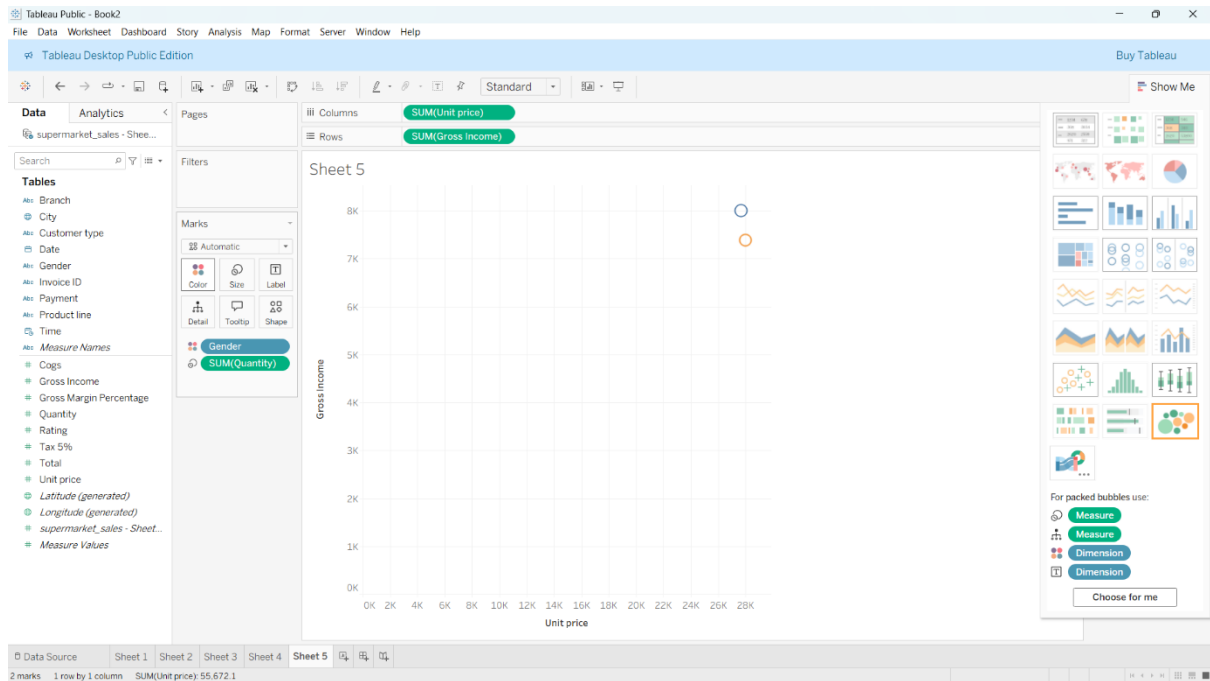 Tableau Public - Book2
File Data Worksheet Dashboard Story Analysis Map Format Server Window Help
Tableau Desktop Public Edition
Buy Tableau
Standard
Show Me
Data
Analytics
Pages
Columns
SUM(Unit price)
supermarket_sales - Shee...
Rows
SUM(Gross Income)
Search
Filters
Sheet 5
Tables
Abc Branch
City
Abc Customer type
Date
Abc Gender
Abc Invoice ID
Abc Payment
Abc Product line
Time
Abc Measure Names
# Cogs
# Gross Income
# Gross Margin Percentage
# Quantity
# Rating
# Tax 5%
# Total
# Unit price
Latitude (generated)
Longitude (generated)
# supermarket_sales - Sheet...
# Measure Values
Marks
Automatic
Color
Size
Label
Detail
Tooltip
Shape
Gender
SUM(Quantity)
8K
7K
6K
5K
4K
3K
2K
1K
0K
Gross Income
0K 2K 4K 6K 8K 10K 12K 14K 16K 18K 20K 22K 24K 26K 28K
Unit price
For packed bubbles use:
Measure
Measure
Dimension
Dimension
Choose for me
Data Source
Sheet 1
Sheet 2
Sheet 3
Sheet 4
Sheet 5
2 marks 1 row by 1 column SUM(Unit price): 55,672.1